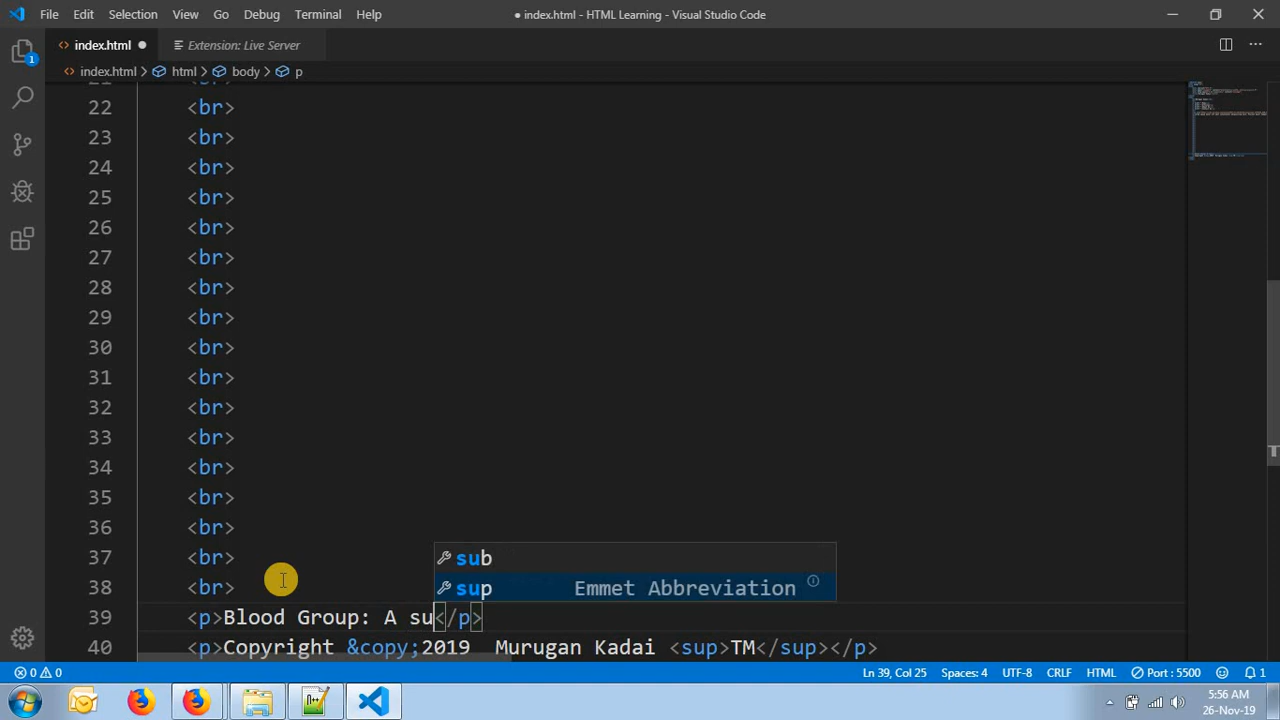 File Edit Selection View Go Debug Terminal Help
● index.html - HTML Learning - Visual Studio Code
index.html ●
Extension: Live Server
index.html > html > body > p
22 <br>
23 <br>
24 <br>
25 <br>
26 <br>
27 <br>
28 <br>
29 <br>
30 <br>
31 <br>
32 <br>
33 <br>
34 <br>
35 <br>
36 <br>
37 <br>
38 <br>
sub
sup Emmet Abbreviation
39 <p>Blood Group: A su</p>
40 <p>Copyright &copy;2019  Murugan Kadai <sup>TM</sup></p>
0 0 Ln 39, Col 25 Spaces: 4 UTF-8 CRLF HTML Port : 5500 1
5:56 AM
26-Nov-19